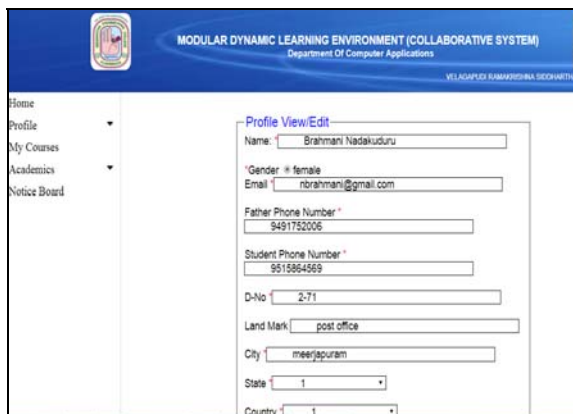 MODULAR DYNAMIC LEARNING ENVIRONMENT (COLLABORATIVE SYSTEM)
Department Of Computer Applications
VELAGAPUDI RAMAKRISHNA SIDDHARTH
Home
Profile
My Courses
Academics
Notice Board
Profile View/Edit
Name: * Brahmani Nadakuduru
*Gender female
Email * nbrahmani@gmail.com
Father Phone Number *
9491752006
Student Phone Number *
9515864569
D-No * 2-71
Land Mark post office
City * meerjapuram
State * 1
Country * 1